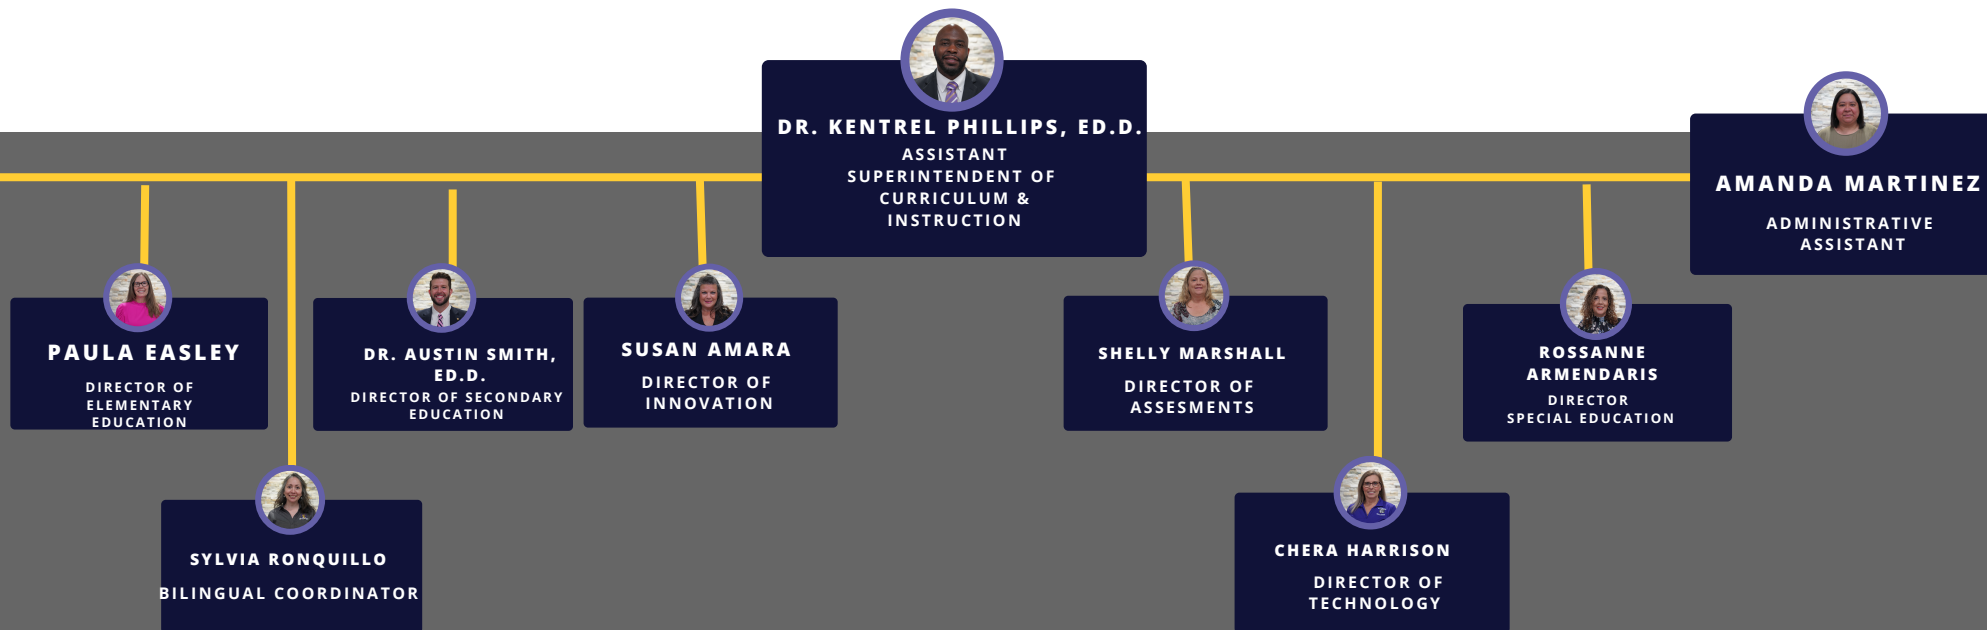 DR. KENTREL PHILLIPS, ED.D.
ASSISTANT
SUPERINTENDENT OF
CURRICULUM &
INSTRUCTION
AMANDA MARTINEZ
ADMINISTRATIVE
ASSISTANT
PAULA EASLEY
DIRECTOR OF
ELEMENTARY
EDUCATION
DR. AUSTIN SMITH,
ED.D.
DIRECTOR OF SECONDARY
EDUCATION
SUSAN AMARA
DIRECTOR OF
INNOVATION
SHELLY MARSHALL
DIRECTOR OF
ASSESMENTS
ROSSANNE
ARMENDARIS
DIRECTOR
SPECIAL EDUCATION
SYLVIA RONQUILLO
BILINGUAL COORDINATOR
CHERA HARRISON
DIRECTOR OF
TECHNOLOGY